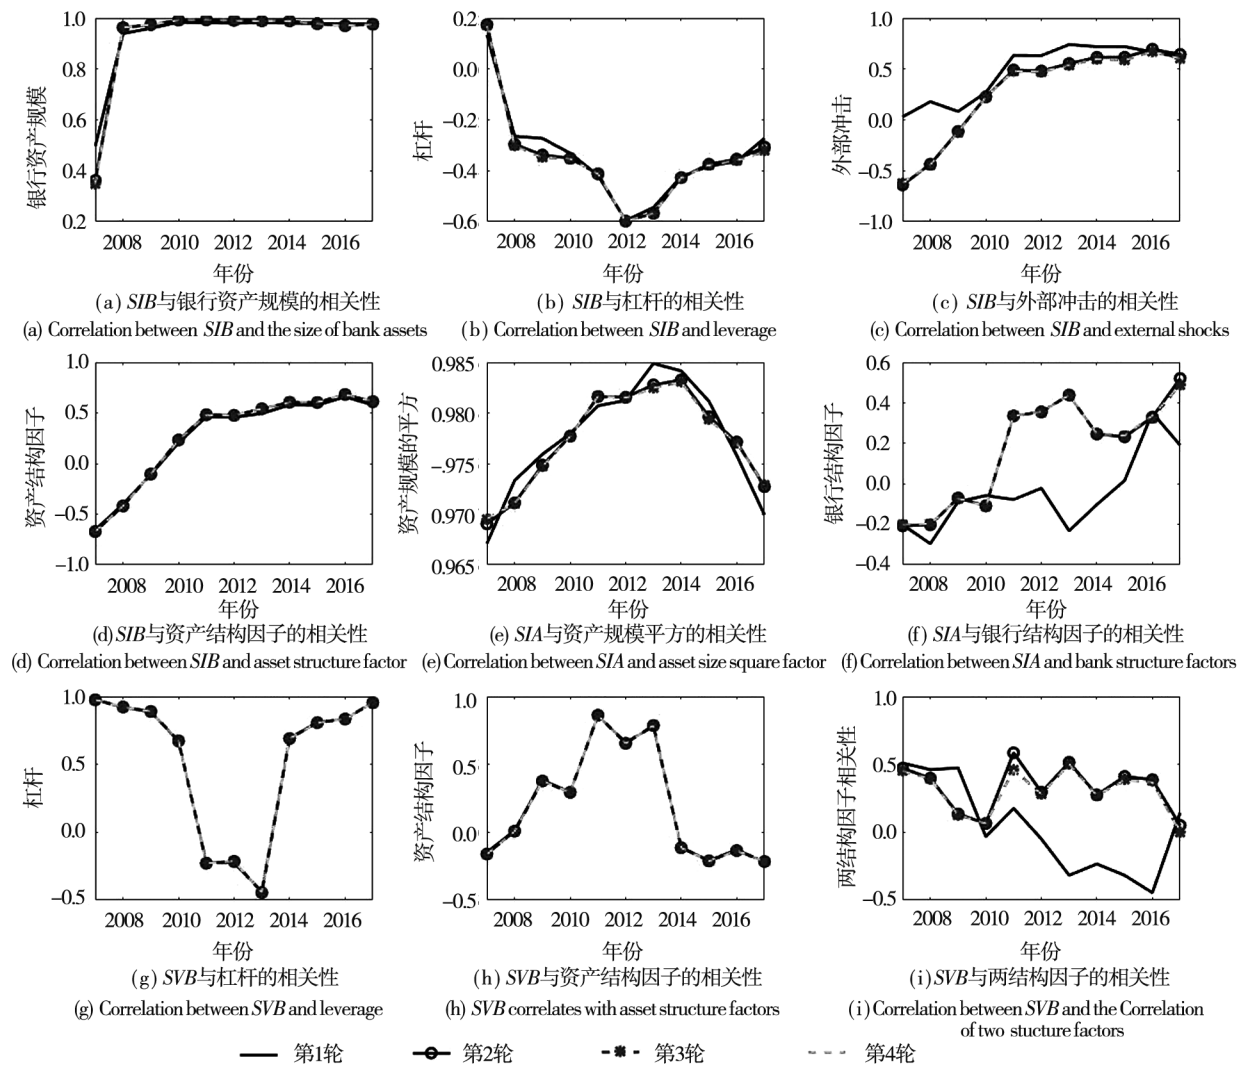 1.0
0.8
0.6
0.4
0.2
银行资产规模
2008 2010 2012 2014 2016
年份
(a) SIB与银行资产规模的相关性
(a) Correlation between SIB and the size of bank assets
0.2
0.0
−0.2
−0.4
−0.6
杠杆
2008 2010 2012 2014 2016
年份
(b) SIB与杠杆的相关性
(b) Correlation between SIB and leverage
1.0
0.5
0.0
−0.5
−1.0
外部冲击
2008 2010 2012 2014 2016
年份
(c) SIB与外部冲击的相关性
(c) Correlation between SIB and external shocks
1.0
0.5
0.0
−0.5
−1.0
资产结构因子
2008 2010 2012 2014 2016
年份
(d) SIB与资产结构因子的相关性
(d) Correlation between SIB and asset structure factor
0.985
0.980
−975
0.970
0.965
资产规模的平方
2008 2010 2012 2014 2016
年份
(e) SIA与资产规模平方的相关性
(e) Correlation between SIA and asset size square factor
0.6
0.4
0.2
0.0
−0.2
−0.4
银行结构因子
2008 2010 2012 2014 2016
年份
(f) SIA与银行结构因子的相关性
(f) Correlation between SIA and bank structure factors
1.0
0.5
0.0
−0.5
杠杆
2008 2010 2012 2014 2016
年份
(g) SVB与杠杆的相关性
(g) Correlation between SVB and leverage
1.0
0.5
0.0
−0.5
资产结构因子
2008 2010 2012 2014 2016
年份
(h) SVB与资产结构因子的相关性
(h) SVB correlates with asset structure factors
1.0
0.5
0.0
−0.5
两结构因子相关性
2008 2010 2012 2014 2016
年份
(i) SVB与两结构因子的相关性
(i) Correlation between SVB and the Correlation
of two stucture factors
第1轮 第2轮 第3轮 第4轮